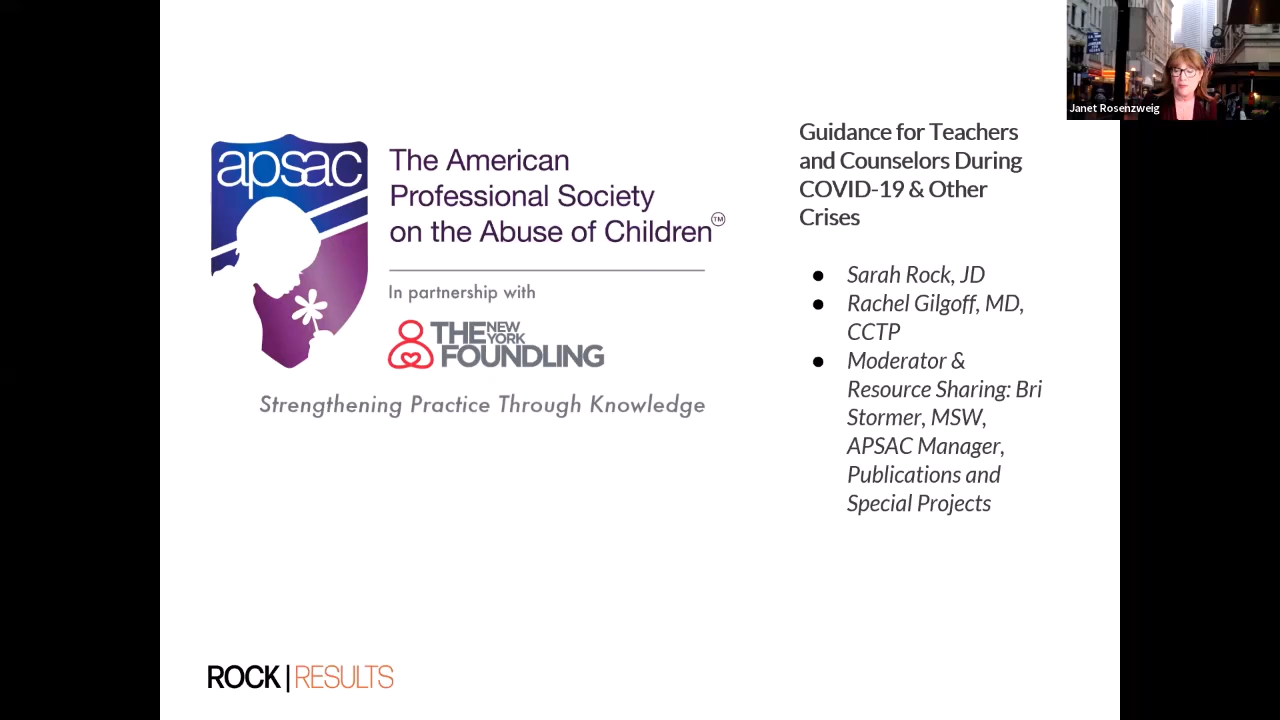 apsac
The American
Professional Society
on the Abuse of Children™
In partnership with
THE NEW YORK
FOUNDLING
Strengthening Practice Through Knowledge
ROCK|RESULTS
Guidance for Teachers
and Counselors During
COVID-19 & Other
Crises
● Sarah Rock, JD
● Rachel Gilgoff, MD,
CCTP
● Moderator &
Resource Sharing: Bri
Stormer, MSW,
APSAC Manager,
Publications and
Special Projects
Janet Rosenzweig